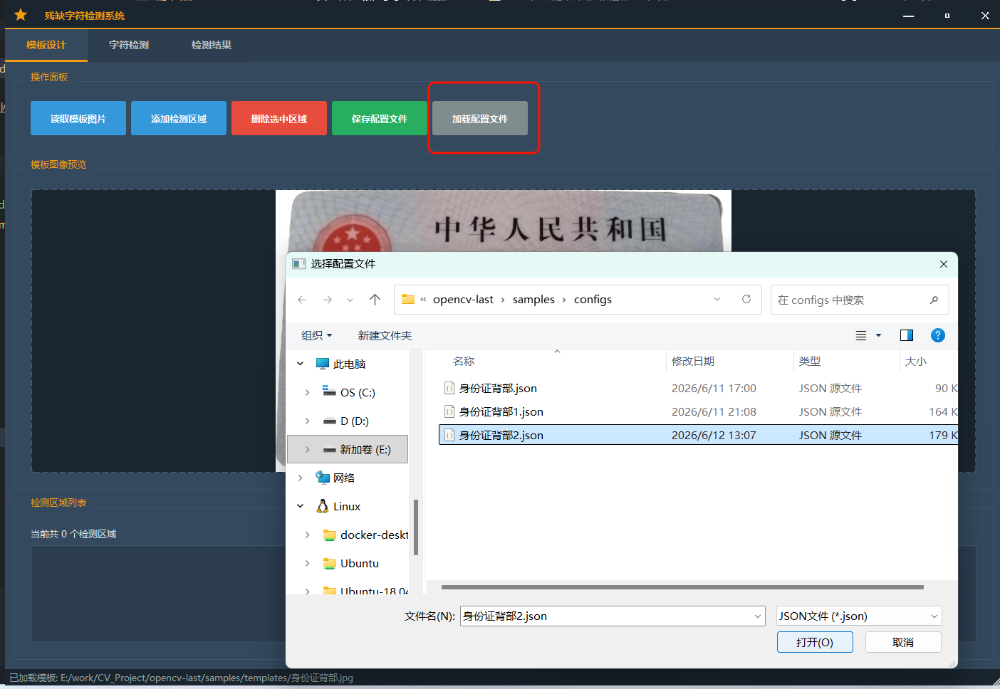 残缺字符检测系统
模板设计 字符检测 检测结果
操作面板
读取模板图片 添加检测区域 删除选中区域 保存配置文件 加载配置文件
模板图像预览
中华人民共和国
选择配置文件
« opencv-last › samples › configs
在 configs 中搜索
组织 新建文件夹
名称 修改日期 类型 大小
此电脑
OS (C:)
D (D:)
新加卷 (E:)
网络
Linux
docker-deskt
Ubuntu
Ubuntu-18.04
身份证背部.json 2026/6/11 17:00 JSON 源文件 90 K
身份证背部1.json 2026/6/11 21:08 JSON 源文件 164 K
身份证背部2.json 2026/6/12 13:07 JSON 源文件 179 K
文件名(N): 身份证背部2.json JSON文件 (*.json)
打开(O) 取消
检测区域列表
当前共 0 个检测区域
已加载模板: E:/work/CV_Project/opencv-last/samples/templates/身份证背部.jpg